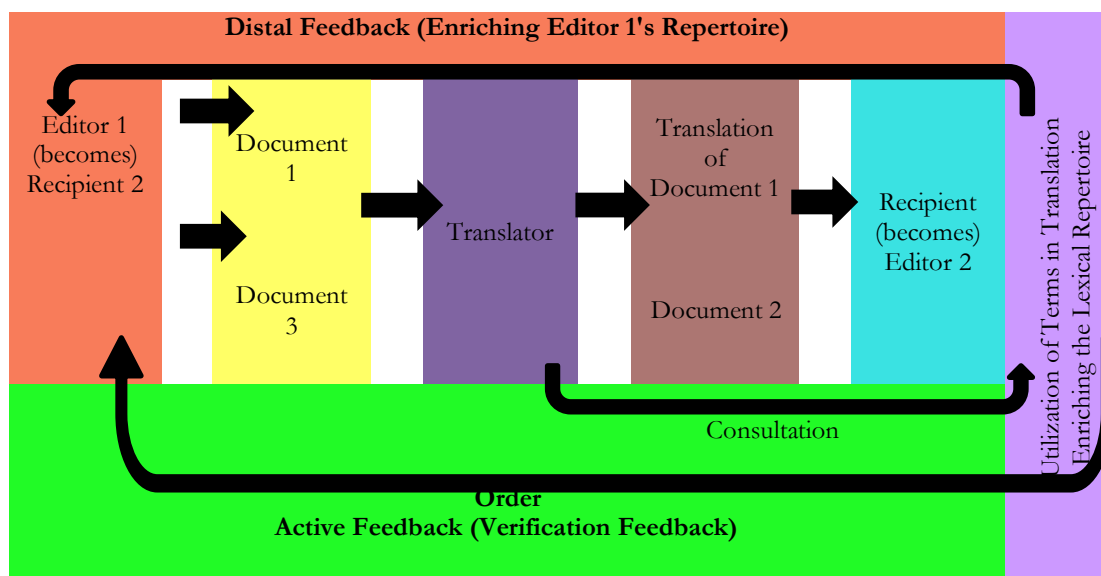 Distal Feedback (Enriching Editor 1's Repertoire)
Editor 1
(becomes)
Recipient 2
Document
1
Document
3
Translator
Translation
of
Document 1
Document 2
Recipient
(becomes)
Editor 2
Utilization of Terms in Translation
Enriching the Lexical Repertoire
Consultation
Order
Active Feedback (Verification Feedback)